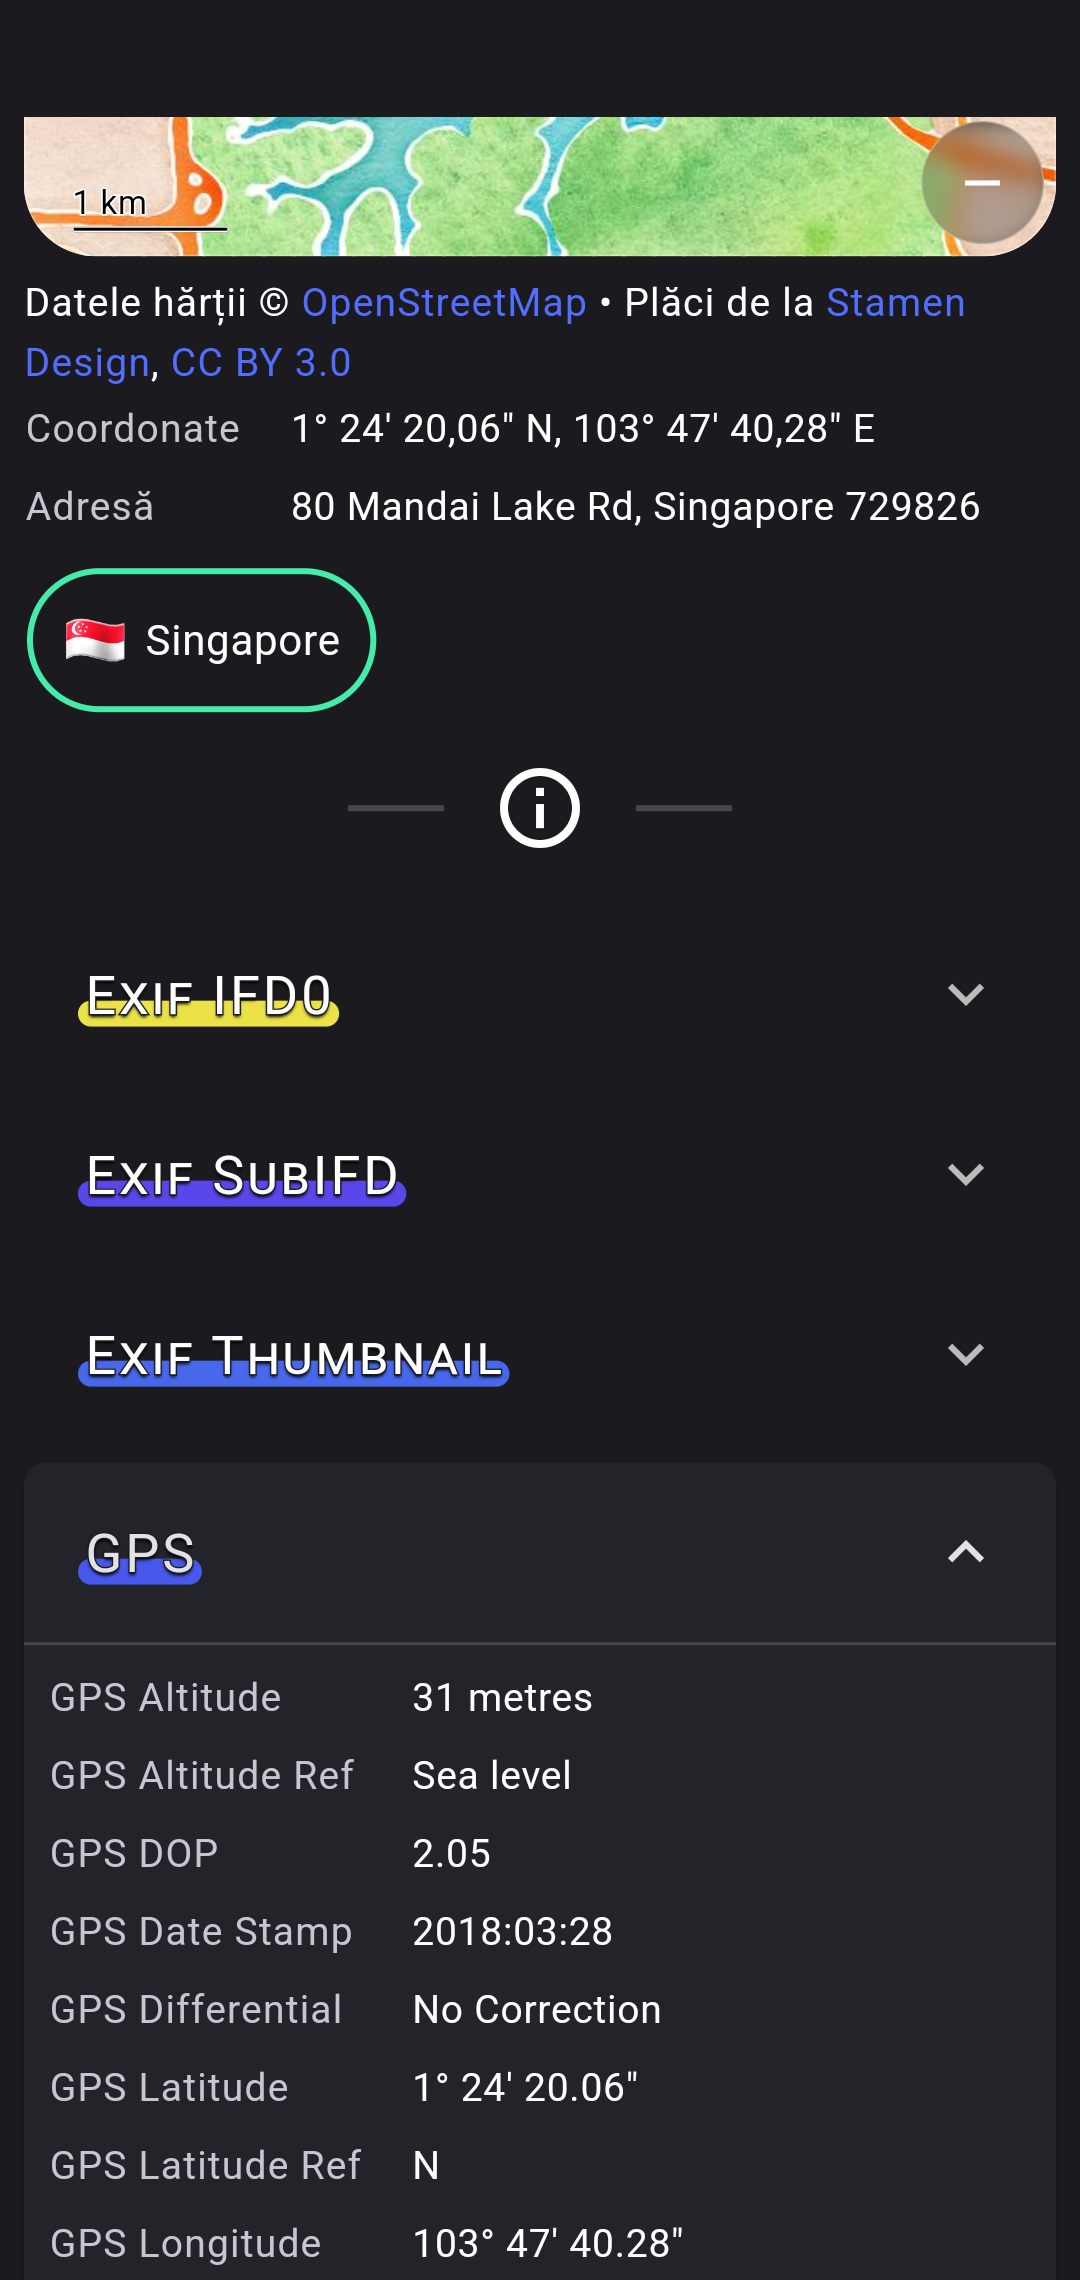 1 km
Datele hărții © OpenStreetMap • Plăci de la Stamen
Design, CC BY 3.0
Coordonate 1° 24' 20,06" N, 103° 47' 40,28" E
Adresă 80 Mandai Lake Rd, Singapore 729826
Singapore
Exif IFD0
Exif SubIFD
Exif Thumbnail
GPS
GPS Altitude 31 metres
GPS Altitude Ref Sea level
GPS DOP 2.05
GPS Date Stamp 2018:03:28
GPS Differential No Correction
GPS Latitude 1° 24' 20.06"
GPS Latitude Ref N
GPS Longitude 103° 47' 40.28"